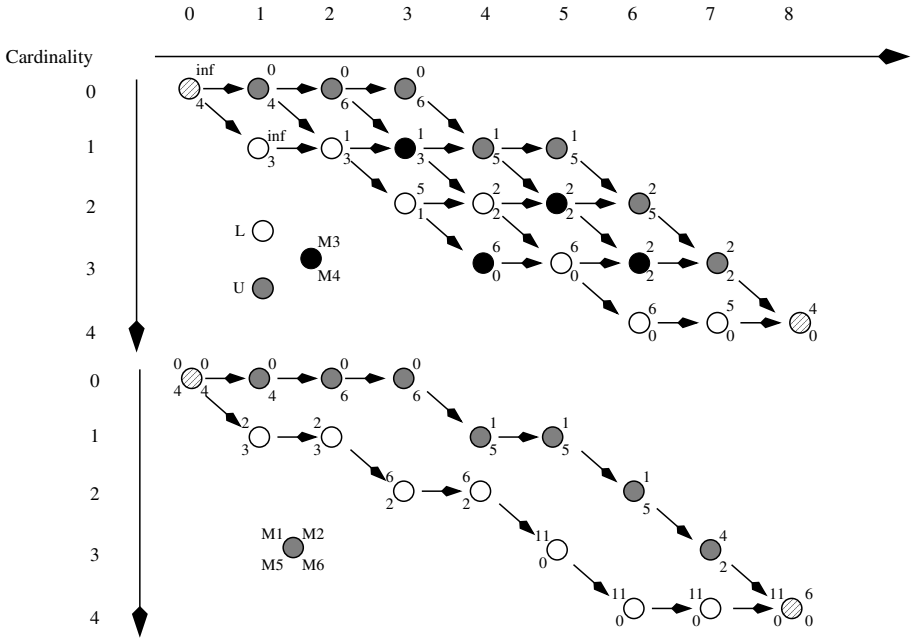 0 1 2 3 4 5 6 7 8
Cardinality
inf 0 0 0
0
4 4 6 6
inf 1 1 1 1
1
3 3 3 5 5
5 2 2 2
2
1 2 2 5
L M3
6 6 2 2
3
M4 0 0 2 2
U
6 5 4
4
0 0 0
0 0 0 0 0
0
4 4 4 6 6
2 2 1 1
1
3 3 5 5
6 6 1
2
2 2 5
M1 M2 11 4
3
M5 M6 0 2
11 11 11 6
4
0 0 0 0